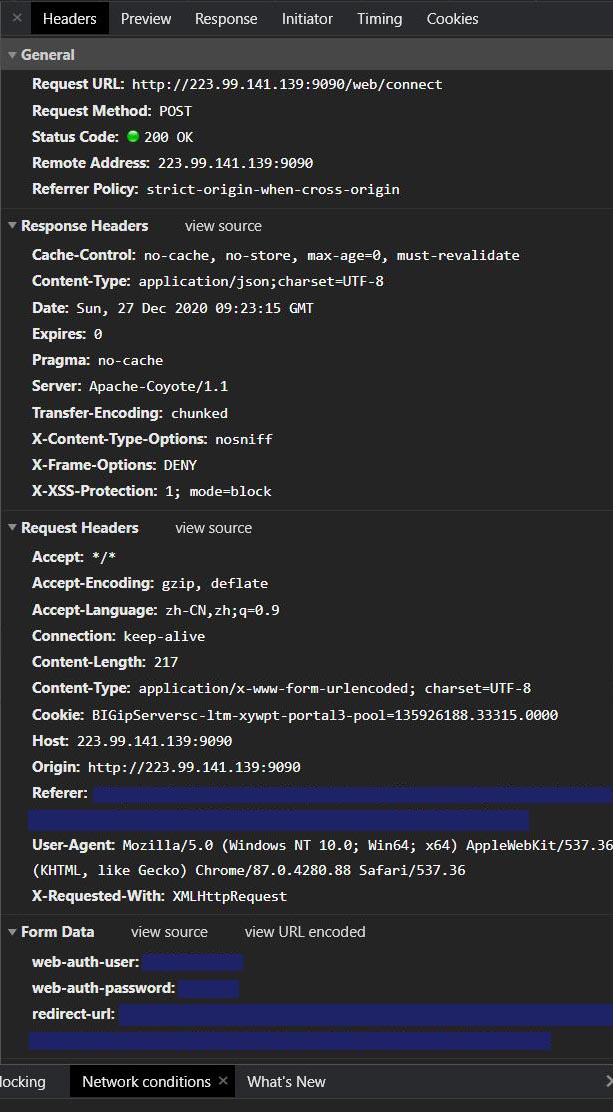 Headers Preview Response Initiator Timing Cookies
General
Request URL: http://223.99.141.139:9090/web/connect
Request Method: POST
Status Code: 200 OK
Remote Address: 223.99.141.139:9090
Referrer Policy: strict-origin-when-cross-origin
Response Headers view source
Cache-Control: no-cache, no-store, max-age=0, must-revalidate
Content-Type: application/json;charset=UTF-8
Date: Sun, 27 Dec 2020 09:23:15 GMT
Expires: 0
Pragma: no-cache
Server: Apache-Coyote/1.1
Transfer-Encoding: chunked
X-Content-Type-Options: nosniff
X-Frame-Options: DENY
X-XSS-Protection: 1; mode=block
Request Headers view source
Accept: */*
Accept-Encoding: gzip, deflate
Accept-Language: zh-CN,zh;q=0.9
Connection: keep-alive
Content-Length: 217
Content-Type: application/x-www-form-urlencoded; charset=UTF-8
Cookie: BIGipServersc-ltm-xywpt-portal3-pool=135926188.33315.0000
Host: 223.99.141.139:9090
Origin: http://223.99.141.139:9090
Referer:
User-Agent: Mozilla/5.0 (Windows NT 10.0; Win64; x64) AppleWebKit/537.36
(KHTML, like Gecko) Chrome/87.0.4280.88 Safari/537.36
X-Requested-With: XMLHttpRequest
Form Data view source view URL encoded
web-auth-user:
web-auth-password:
redirect-url:
locking Network conditions What's New